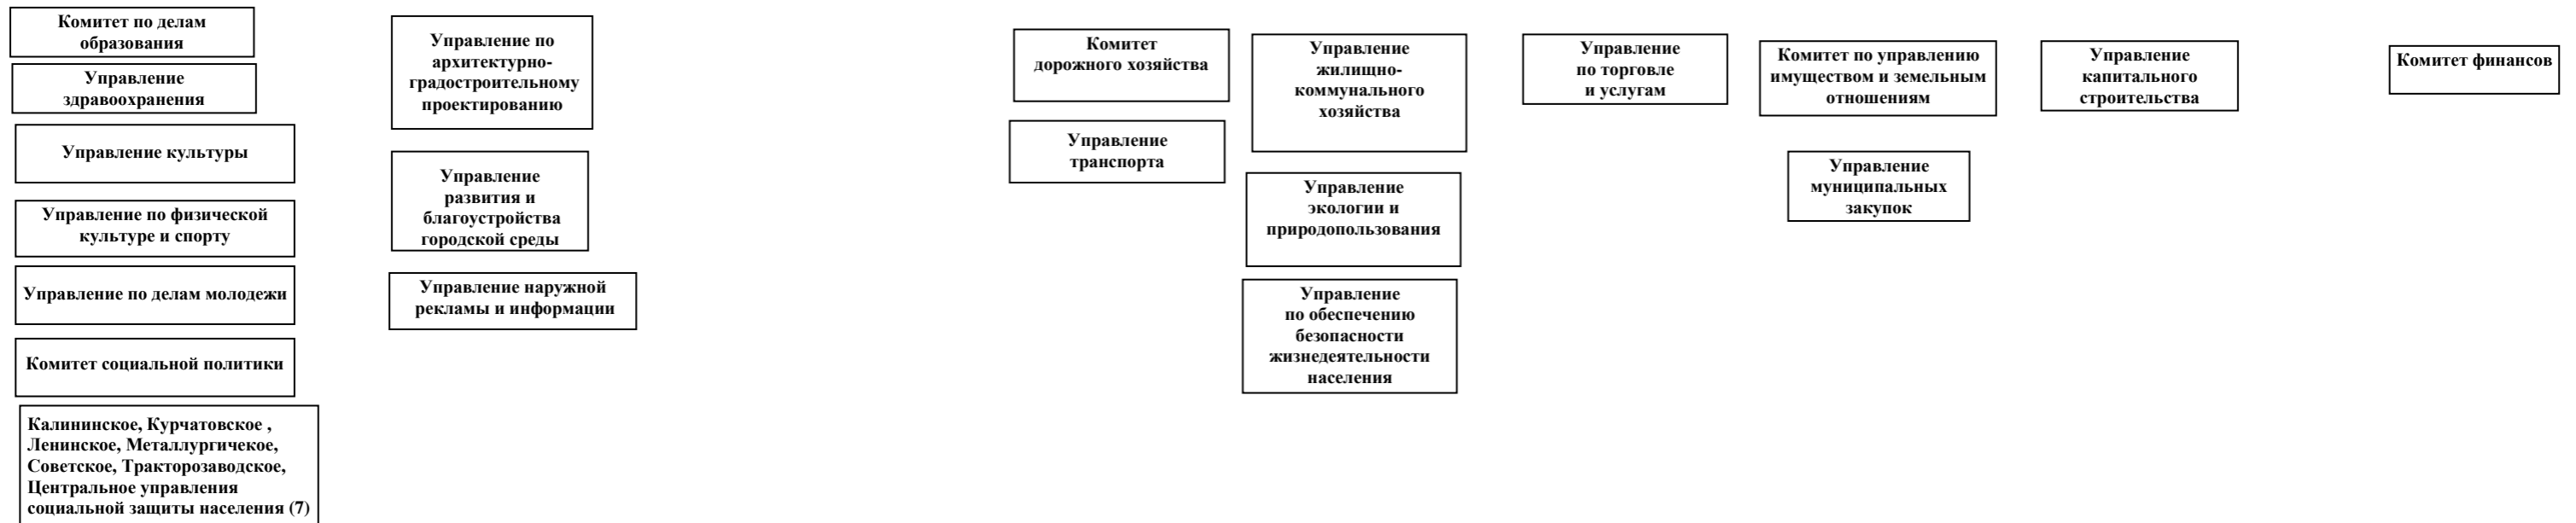 Комитет по делам
образования
Управление
здравоохранения
Управление культуры
Управление по физической
культуре и спорту
Управление по делам молодежи
Комитет социальной политики
Калининское, Курчатовское ,
Ленинское, Металлургичекое,
Советское, Тракторозаводское,
Центральное управления
социальной защиты населения (7)
Управление по
архитектурно-
градостроительному
проектированию
Управление
развития и
благоустройства
городской среды
Управление наружной
рекламы и информации
Комитет
дорожного хозяйства
Управление
транспорта
Управление
жилищно-
коммунального
хозяйства
Управление
экологии и
природопользования
Управление
по обеспечению
безопасности
жизнедеятельности
населения
Управление
по торговле
и услугам
Комитет по управлению
имуществом и земельным
отношениям
Управление
муниципальных
закупок
Управление
капитального
строительства
Комитет финансов